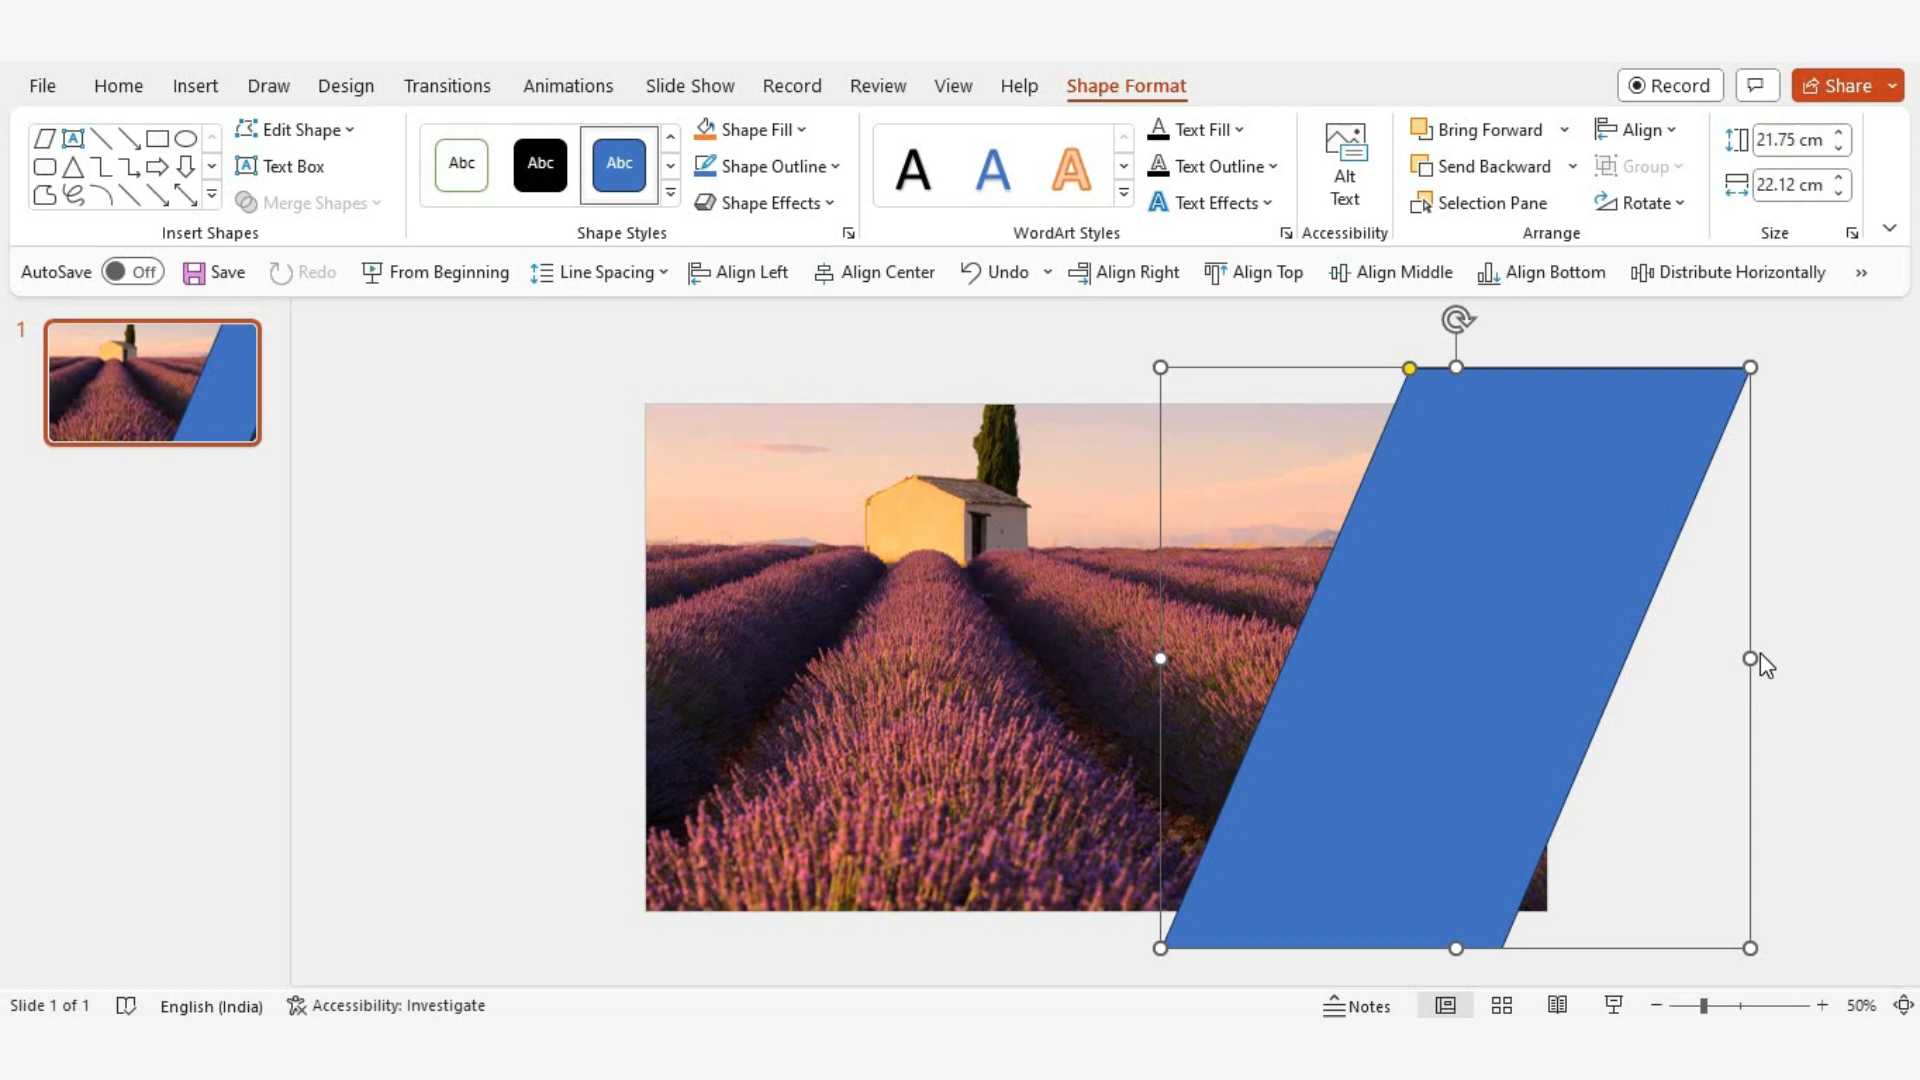 File Home Insert Draw Design Transitions Animations Slide Show Record Review View Help Shape Format Record Share
Edit Shape
Text Box
Merge Shapes
Insert Shapes
Abc Abc Abc
Shape Fill
Shape Outline
Shape Effects
Shape Styles
A A A
Text Fill
Text Outline
Text Effects
WordArt Styles
Alt
Text
Accessibility
Bring Forward
Send Backward
Selection Pane
Align
Group
Rotate
Arrange
21.75 cm
22.12 cm
Size
AutoSave Off Save Redo From Beginning Line Spacing Align Left Align Center Undo Align Right Align Top Align Middle Align Bottom Distribute Horizontally
1
Slide 1 of 1 English (India) Accessibility: Investigate Notes 50%